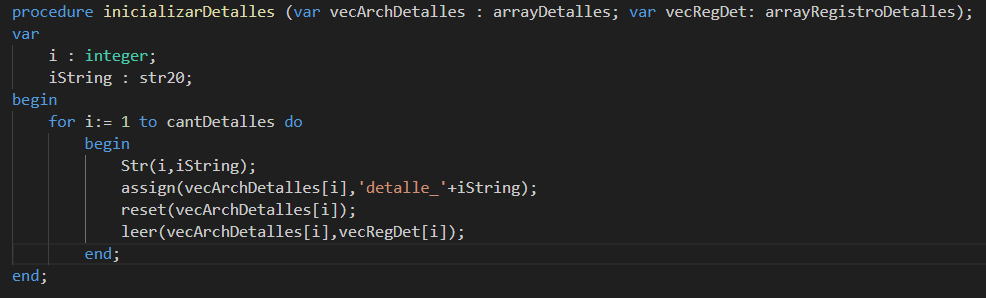 procedure inicializarDetalles (var vecArchDetalles : arrayDetalles; var vecRegDet: arrayRegistroDetalles);
var
    i : integer;
    iString : str20;
begin
    for i:= 1 to cantDetalles do
        begin
            Str(i,iString);
            assign(vecArchDetalles[i],'detalle_'+iString);
            reset(vecArchDetalles[i]);
            leer(vecArchDetalles[i],vecRegDet[i]);
        end;
end;